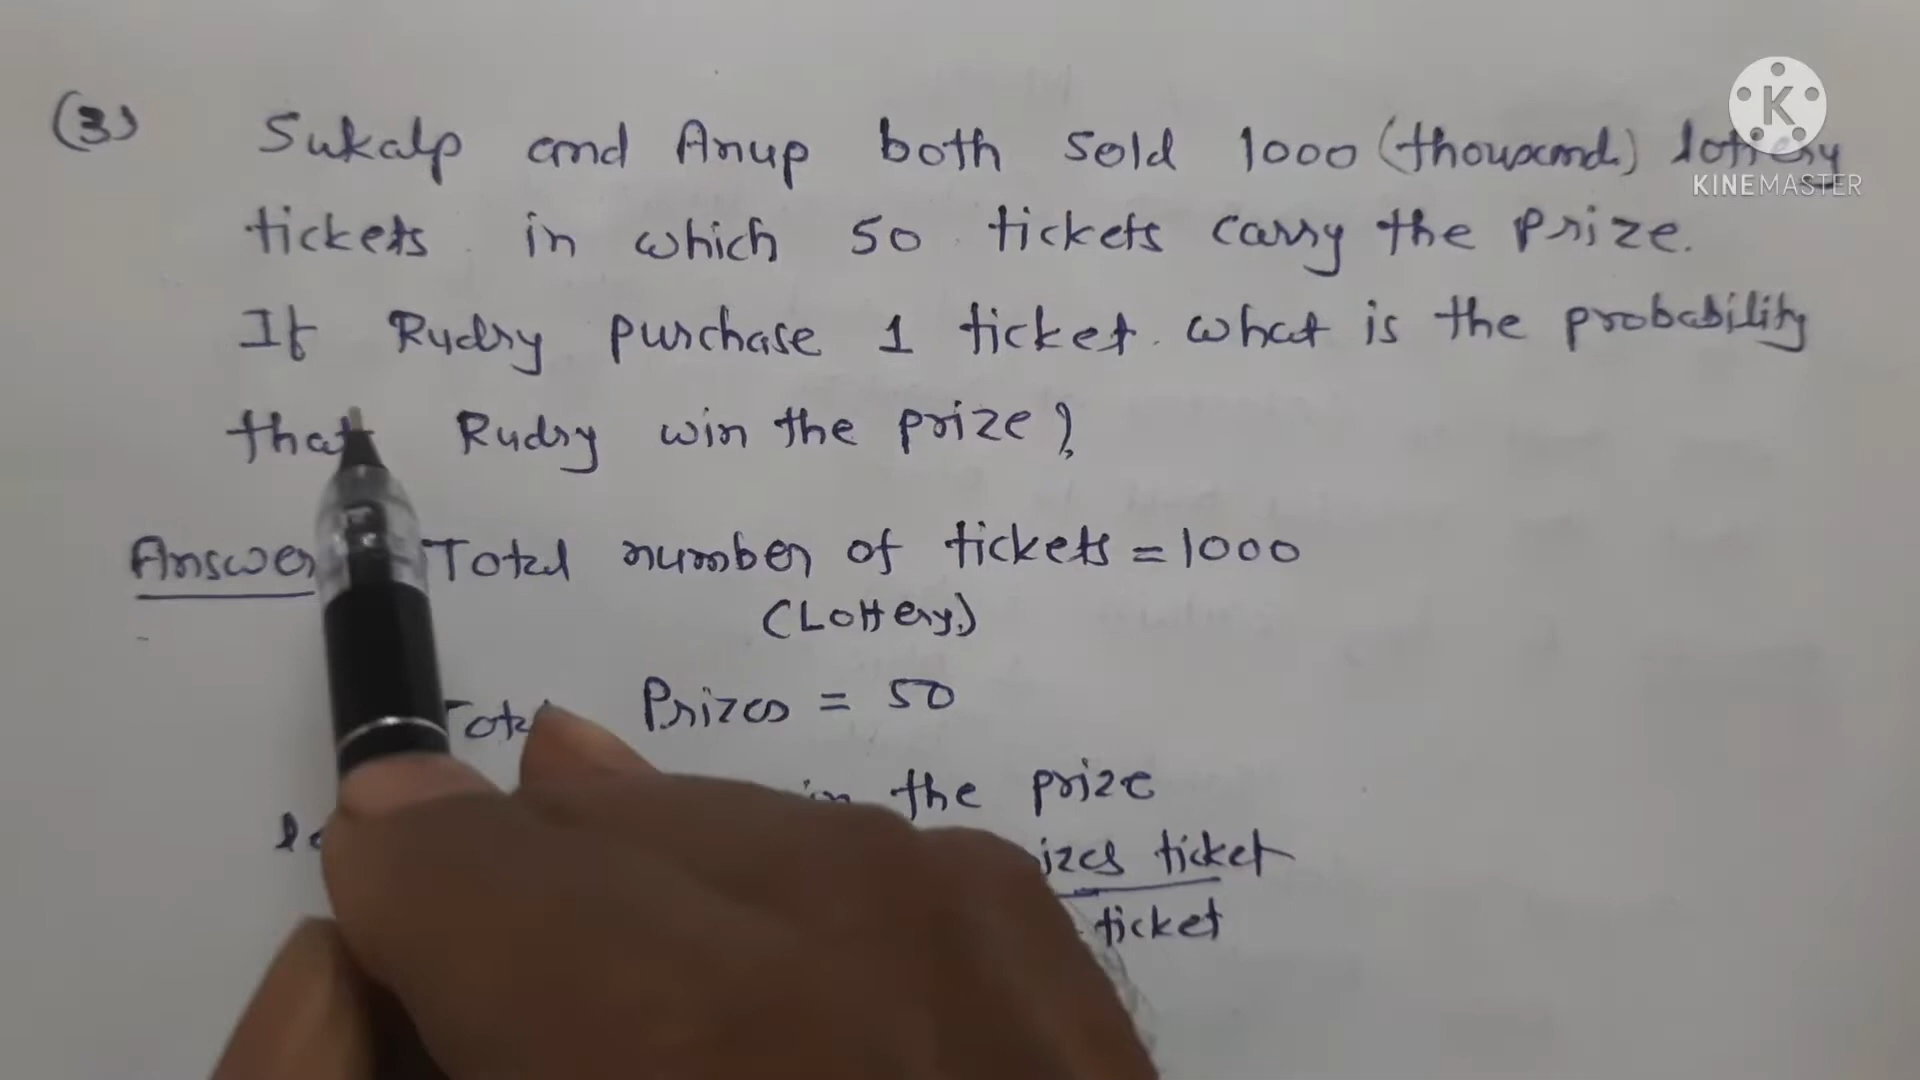 (3) Sukalp and Anup both sold 1000 (thousand) lottery
tickets in which 50 tickets carry the prize.
If Rudry purchase 1 ticket. what is the probability
that Rudry win the prize?
Answer Total number of tickets = 1000
(Lottery)
Prizes = 50
in the prize
izes ticket
ticket
K
KINEMASTER